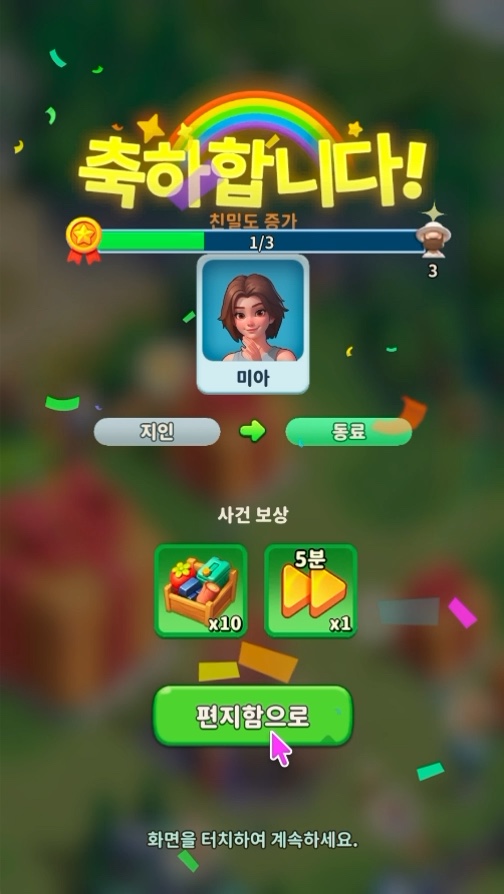 축하합니다!
친밀도 증가
1/3
3
미아
지인
동료
사건 보상
x10
5분
x1
편지함으로
화면을 터치하여 계속하세요.